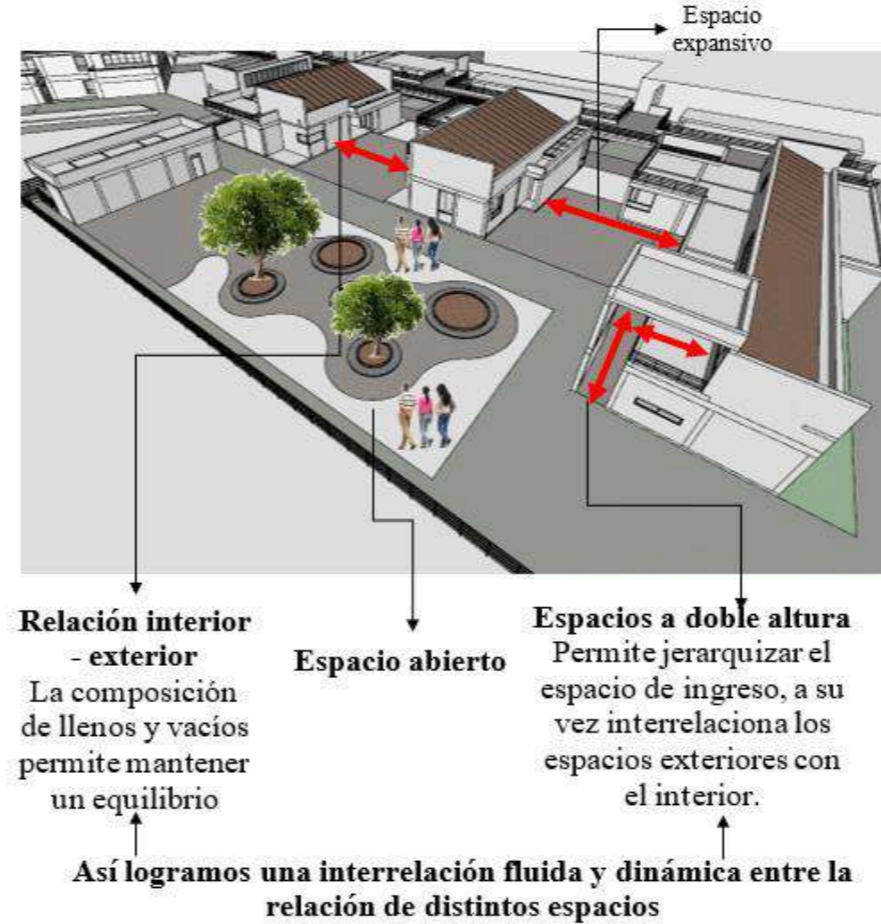 Espacio
expansivo
Relación interior
- exterior
La composición
de llenos y vacíos
permite mantener
un equilibrio
Espacio abierto
Espacios a doble altura
Permite jerarquizar el
espacio de ingreso, a su
vez interrelaciona los
espacios exteriores con
el interior.
Así logramos una interrelación fluida y dinámica entre la
relación de distintos espacios